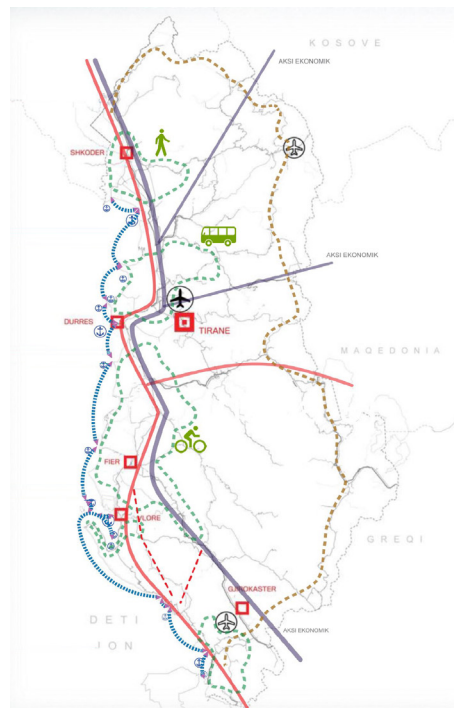 KOSOVE
AKSI EKONOMIK
SHKODER
AKSI EKONOMIK
DURRES
TIRANE
MAQEDONIA
FIER
VLORE
GREQI
GJIROKASTER
DETI
JON
AKSI EKONOMIK